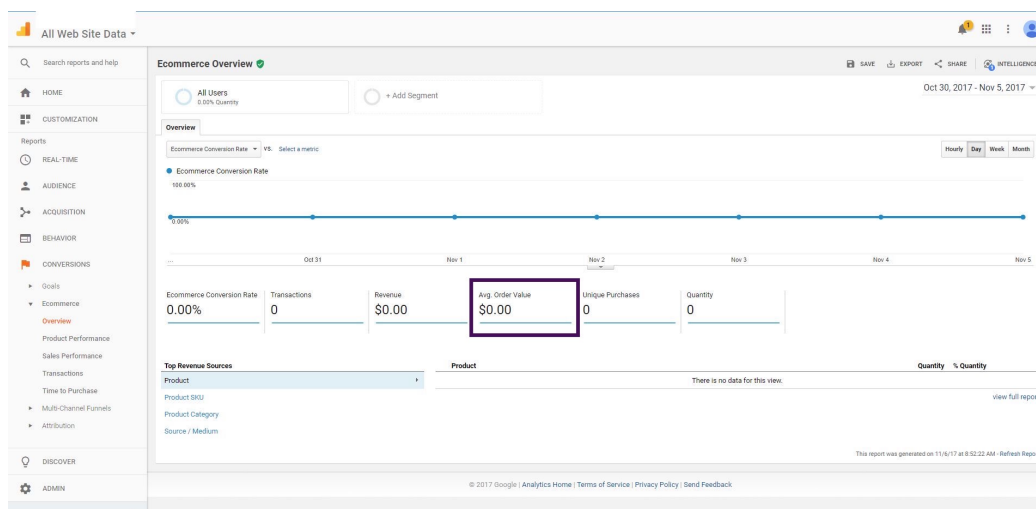 All Web Site Data
1
Search reports and help
HOME
CUSTOMIZATION
Reports
REAL-TIME
AUDIENCE
ACQUISITION
BEHAVIOR
CONVERSIONS
Goals
Ecommerce
Overview
Product Performance
Sales Performance
Transactions
Time to Purchase
Multi-Channel Funnels
Attribution
DISCOVER
ADMIN
Ecommerce Overview
SAVE EXPORT SHARE INTELLIGENCE
All Users
0.00% Quantity
+ Add Segment
Oct 30, 2017 - Nov 5, 2017
Overview
Ecommerce Conversion Rate VS. Select a metric
Hourly Day Week Month
Ecommerce Conversion Rate
100.00%
0.00%
... Oct 31 Nov 1 Nov 2 Nov 3 Nov 4 Nov 5
Ecommerce Conversion Rate
0.00%
Transactions
0
Revenue
$0.00
Avg. Order Value
$0.00
Unique Purchases
0
Quantity
0
Top Revenue Sources
Product
Product SKU
Product Category
Source / Medium
Product Quantity % Quantity
There is no data for this view.
view full repor
This report was generated on 11/6/17 at 8:52:22 AM - Refresh Repo
© 2017 Google | Analytics Home | Terms of Service | Privacy Policy | Send Feedback